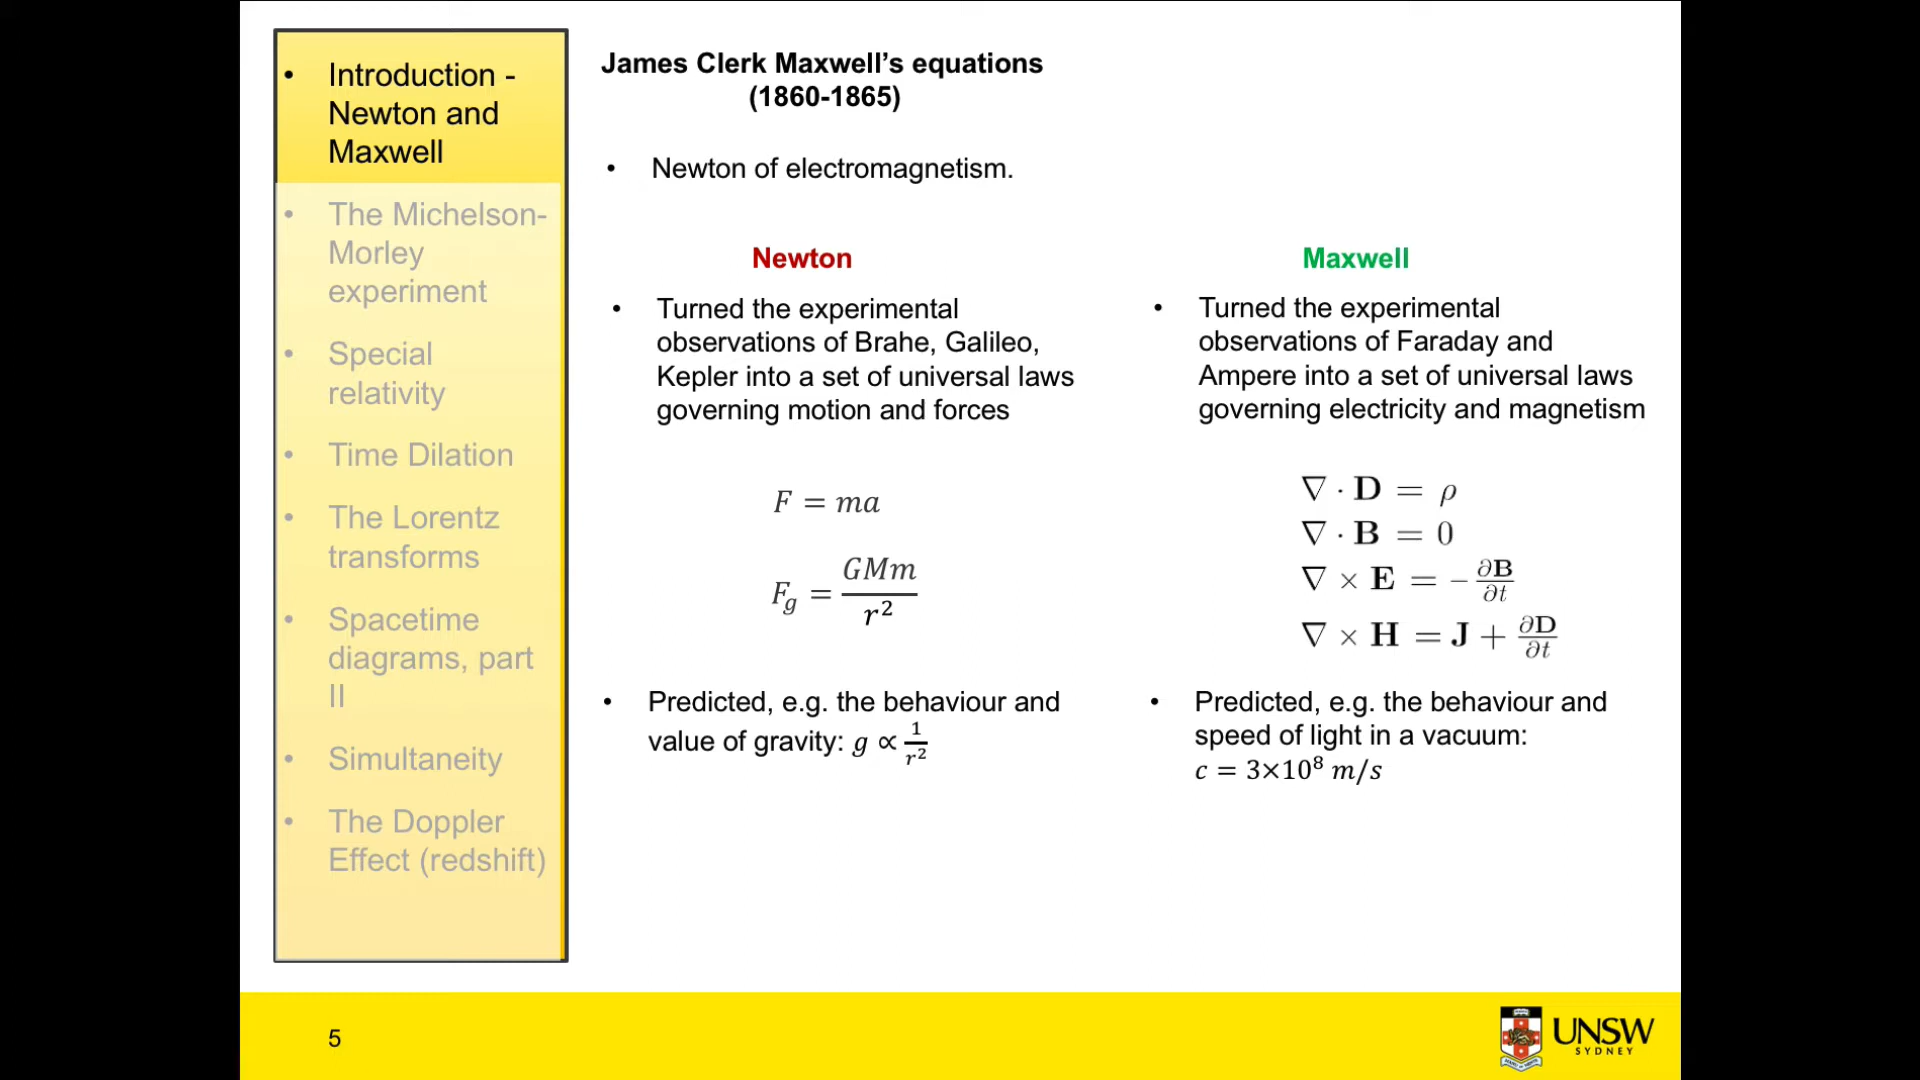 • Introduction -
Newton and
Maxwell
• The Michelson-
Morley
experiment
• Special
relativity
• Time Dilation
• The Lorentz
transforms
• Spacetime
diagrams, part
II
• Simultaneity
• The Doppler
Effect (redshift)
James Clerk Maxwell’s equations
(1860-1865)
• Newton of electromagnetism.
Newton
• Turned the experimental
observations of Brahe, Galileo,
Kepler into a set of universal laws
governing motion and forces
F = ma
F_g = GMm / r²
• Predicted, e.g. the behaviour and
value of gravity: g ∝ 1/r²
Maxwell
• Turned the experimental
observations of Faraday and
Ampere into a set of universal laws
governing electricity and magnetism
∇ · D = ρ
∇ · B = 0
∇ × E = −∂B/∂t
∇ × H = J + ∂D/∂t
• Predicted, e.g. the behaviour and
speed of light in a vacuum:
c = 3×10⁸ m/s
5
UNSW
SYDNEY